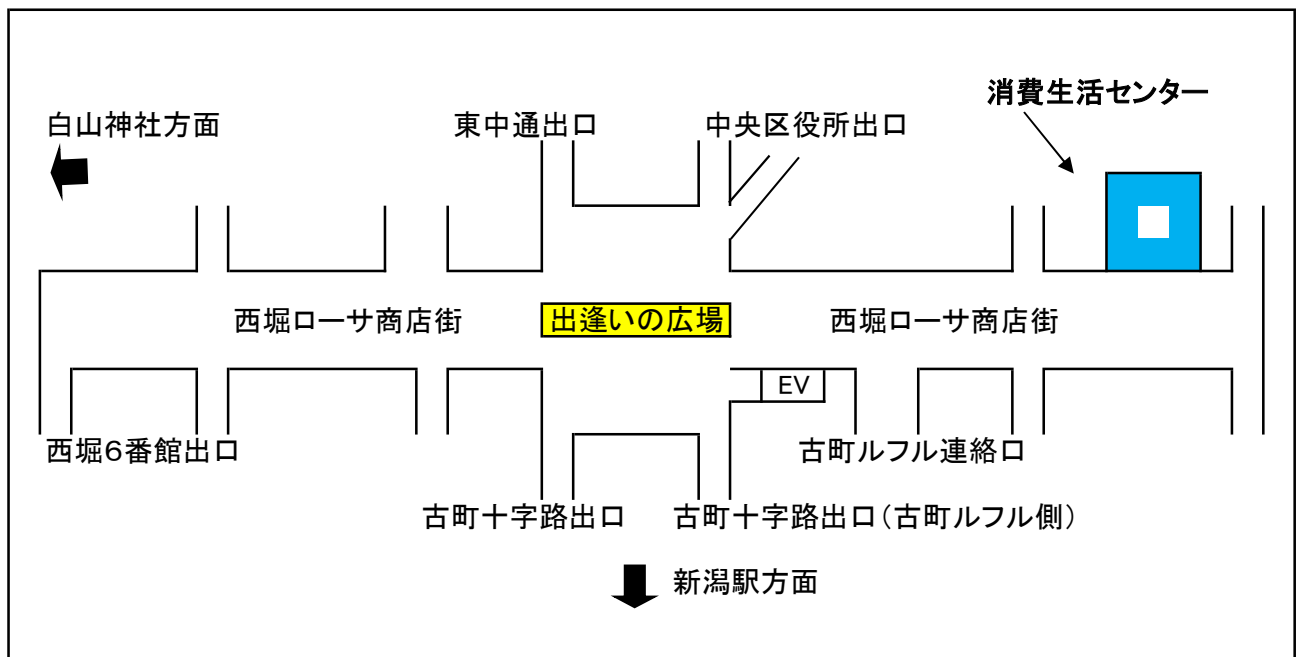 消費生活センター
白山神社方面
東中通出口
中央区役所出口
西堀ローサ商店街
出逢いの広場
西堀ローサ商店街
EV
西堀6番館出口
古町ルフル連絡口
古町十字路出口
古町十字路出口(古町ルフル側)
新潟駅方面